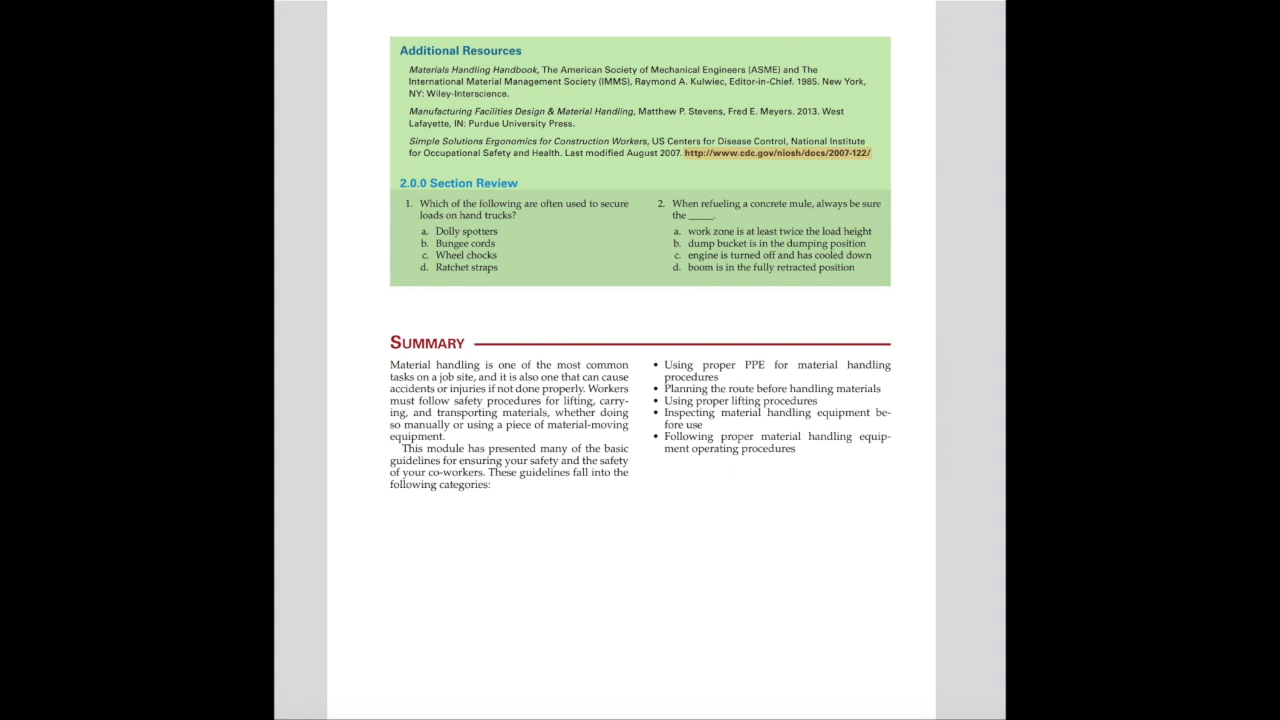 Additional Resources
Materials Handling Handbook, The American Society of Mechanical Engineers (ASME) and The
International Material Management Society (IMMS), Raymond A. Kulwiec, Editor-in-Chief. 1985. New York,
NY: Wiley-Interscience.
Manufacturing Facilities Design & Material Handling, Matthew P. Stevens, Fred E. Meyers. 2013. West
Lafayette, IN: Purdue University Press.
Simple Solutions Ergonomics for Construction Workers, US Centers for Disease Control, National Institute
for Occupational Safety and Health. Last modified August 2007. http://www.cdc.gov/niosh/docs/2007-122/
2.0.0 Section Review
1. Which of the following are often used to secure
loads on hand trucks?
a. Dolly spotters
b. Bungee cords
c. Wheel chocks
d. Ratchet straps
2. When refueling a concrete mule, always be sure
the _____.
a. work zone is at least twice the load height
b. dump bucket is in the dumping position
c. engine is turned off and has cooled down
d. boom is in the fully retracted position
SUMMARY
Material handling is one of the most common
tasks on a job site, and it is also one that can cause
accidents or injuries if not done properly. Workers
must follow safety procedures for lifting, carry-
ing, and transporting materials, whether doing
so manually or using a piece of material-moving
equipment.
This module has presented many of the basic
guidelines for ensuring your safety and the safety
of your co-workers. These guidelines fall into the
following categories:
• Using proper PPE for material handling
procedures
• Planning the route before handling materials
• Using proper lifting procedures
• Inspecting material handling equipment be-
fore use
• Following proper material handling equip-
ment operating procedures